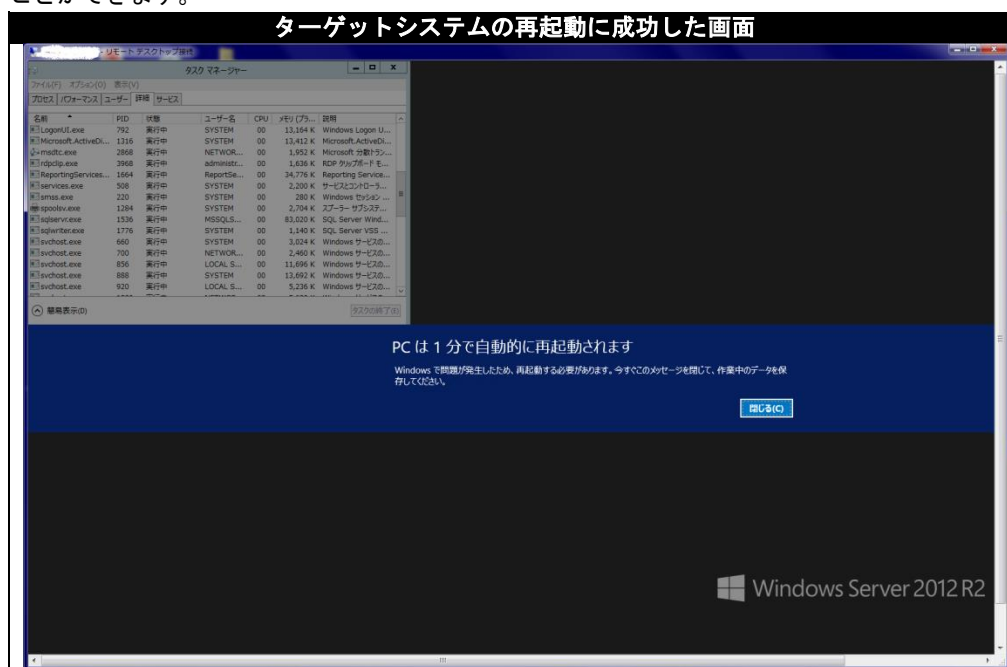 ことができます。
ターゲットシステムの再起動に成功した画面
- リモート デスクトップ接続
タスク マネージャー
ファイル(F) オプション(O) 表示(V)
プロセス パフォーマンス ユーザー 詳細 サービス
名前 PID 状態 ユーザー名 CPU メモリ (プラ... 説明
LogonUI.exe 792 実行中 SYSTEM 00 13,164 K Windows Logon U...
Microsoft.ActiveDi... 1316 実行中 SYSTEM 00 13,412 K Microsoft.ActiveDi...
msdtc.exe 2868 実行中 NETWOR... 00 1,952 K Microsoft 分散トラン...
rdpclip.exe 3968 実行中 administr... 00 1,636 K RDP クリップボード モ...
ReportingServices... 1664 実行中 ReportSe... 00 34,776 K Reporting Service...
services.exe 508 実行中 SYSTEM 00 2,200 K サービスとコントローラ...
smss.exe 220 実行中 SYSTEM 00 280 K Windows セッション ...
spoolsv.exe 1284 実行中 SYSTEM 00 2,704 K スプーラー サブシステ...
sqlservr.exe 1536 実行中 MSSQLS... 00 83,020 K SQL Server Wind...
sqlwriter.exe 1776 実行中 SYSTEM 00 1,140 K SQL Server VSS ...
svchost.exe 660 実行中 SYSTEM 00 3,024 K Windows サービスの...
svchost.exe 700 実行中 NETWOR... 00 2,460 K Windows サービスの...
svchost.exe 856 実行中 LOCAL S... 00 11,696 K Windows サービスの...
svchost.exe 888 実行中 SYSTEM 00 13,692 K Windows サービスの...
svchost.exe 920 実行中 LOCAL S... 00 5,236 K Windows サービスの...
簡易表示(D) タスクの終了(E)
PC は 1 分で自動的に再起動されます
Windows で問題が発生したため、再起動する必要があります。今すぐこのメッセージを閉じて、作業中のデータを保
存してください。
閉じる(C)
Windows Server 2012 R2